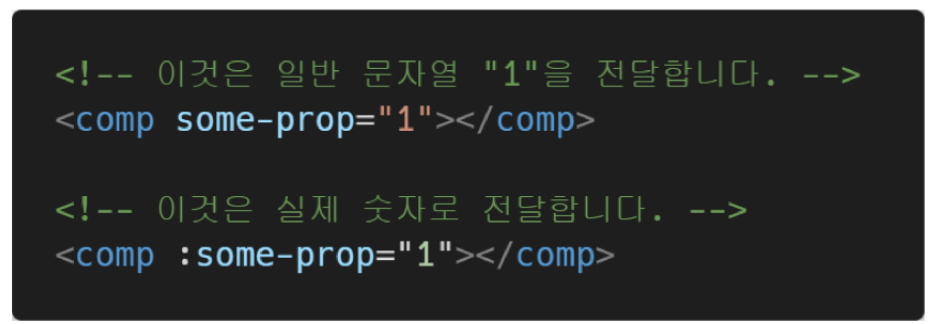 <!-- 이것은 일반 문자열 "1"을 전달합니다. -->
<comp some-prop="1"></comp>
<!-- 이것은 실제 숫자로 전달합니다. -->
<comp :some-prop="1"></comp>